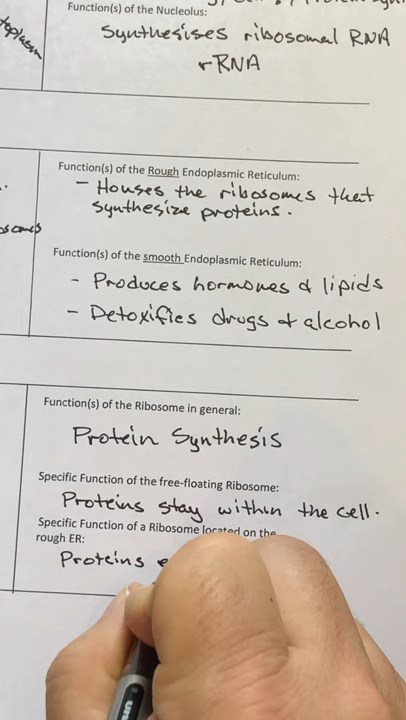 Function(s) of the Nucleolus:
Synthesises ribosomal RNA
rRNA
Function(s) of the Rough Endoplasmic Reticulum:
- Houses the ribosomes that
synthesize proteins.
Function(s) of the smooth Endoplasmic Reticulum:
- Produces hormones & lipids
- Detoxifies drugs & alcohol
Function(s) of the Ribosome in general:
Protein Synthesis
Specific Function of the free-floating Ribosome:
Proteins stay within the cell.
Specific Function of a Ribosome located on the
rough ER:
Proteins